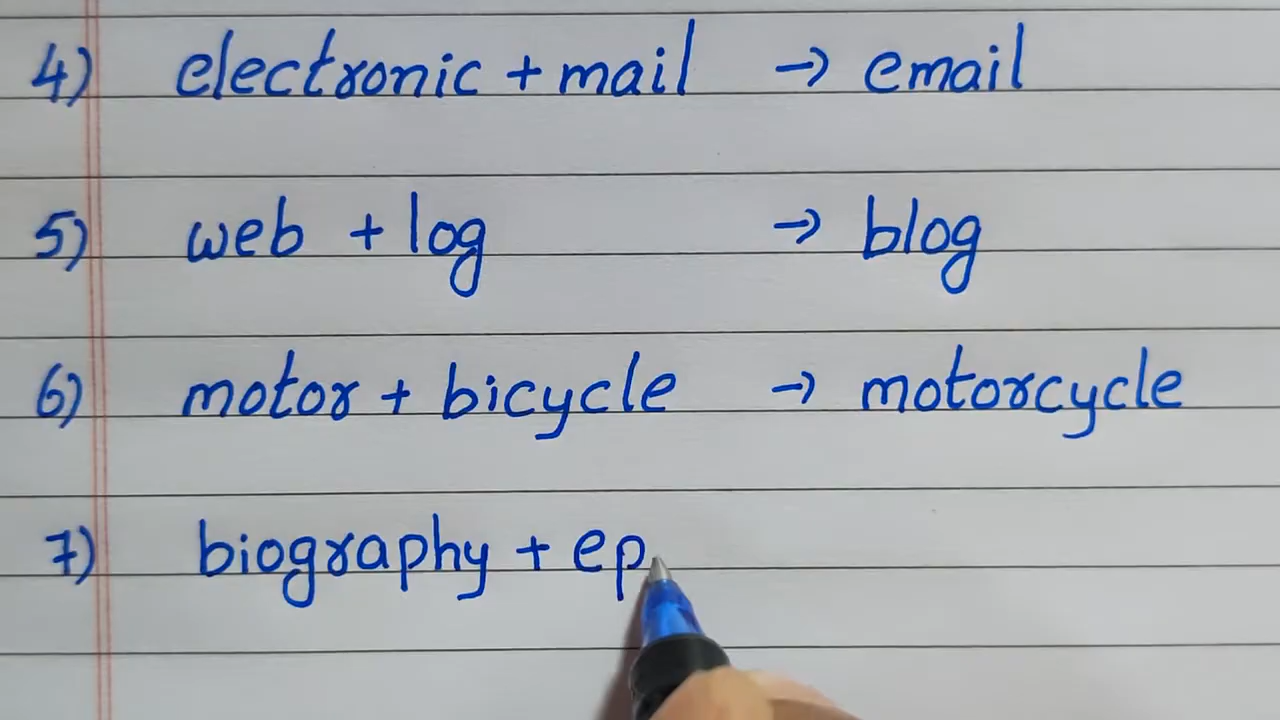 4) electronic + mail → email
5) web + log → blog
6) motor + bicycle → motorcycle
7) biography + ep